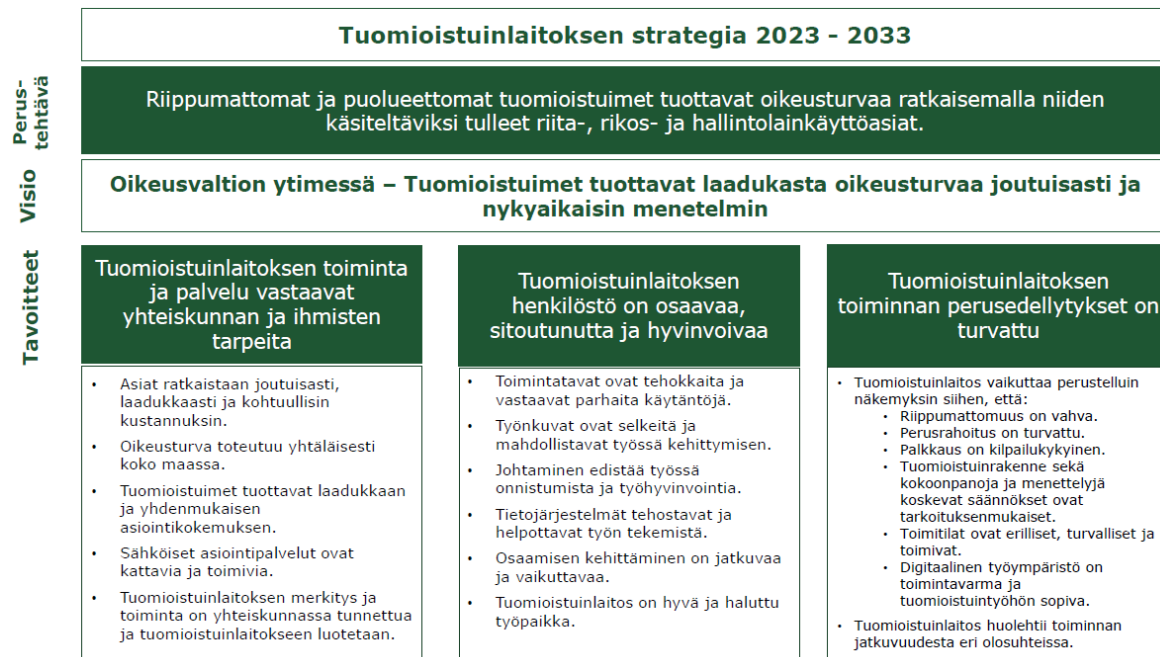 Tuomioistuinlaitoksen strategia 2023 - 2033
Perus-
tehtävä
Riippumattomat ja puolueettomat tuomioistuimet tuottavat oikeusturvaa ratkaisemalla niiden
käsiteltäviksi tulleet riita-, rikos- ja hallintolainkäyttöasiat.
Visio
Oikeusvaltion ytimessä – Tuomioistuimet tuottavat laadukasta oikeusturvaa joutuisasti ja
nykyaikaisin menetelmin
Tavoitteet
Tuomioistuinlaitoksen toiminta
ja palvelu vastaavat
yhteiskunnan ja ihmisten
tarpeita
• Asiat ratkaistaan joutuisasti,
laadukkaasti ja kohtuullisin
kustannuksin.
• Oikeusturva toteutuu yhtäläisesti
koko maassa.
• Tuomioistuimet tuottavat laadukkaan
ja yhdenmukaisen
asiointikokemuksen.
• Sähköiset asiointipalvelut ovat
kattavia ja toimivia.
• Tuomioistuinlaitoksen merkitys ja
toiminta on yhteiskunnassa tunnettua
ja tuomioistuinlaitokseen luotetaan.
Tuomioistuinlaitoksen
henkilöstö on osaavaa,
sitoutunutta ja hyvinvoivaa
• Toimintatavat ovat tehokkaita ja
vastaavat parhaita käytäntöjä.
• Työnkuvat ovat selkeitä ja
mahdollistavat työssä kehittymisen.
• Johtaminen edistää työssä
onnistumista ja työhyvinvointia.
• Tietojärjestelmät tehostavat ja
helpottavat työn tekemistä.
• Osaamisen kehittäminen on jatkuvaa
ja vaikuttavaa.
• Tuomioistuinlaitos on hyvä ja haluttu
työpaikka.
Tuomioistuinlaitoksen
toiminnan perusedellytykset on
turvattu
• Tuomioistuinlaitos vaikuttaa perustelluin
näkemyksin siihen, että:
• Riippumattomuus on vahva.
• Perusrahoitus on turvattu.
• Palkkaus on kilpailukykyinen.
• Tuomioistuinrakenne sekä
kokoonpanoja ja menettelyjä
koskevat säännökset ovat
tarkoituksenmukaiset.
• Toimitilat ovat erilliset, turvalliset ja
toimivat.
• Digitaalinen työympäristö on
toimintavarma ja
tuomioistuintyöhön sopiva.
• Tuomioistuinlaitos huolehtii toiminnan
jatkuvuudesta eri olosuhteissa.